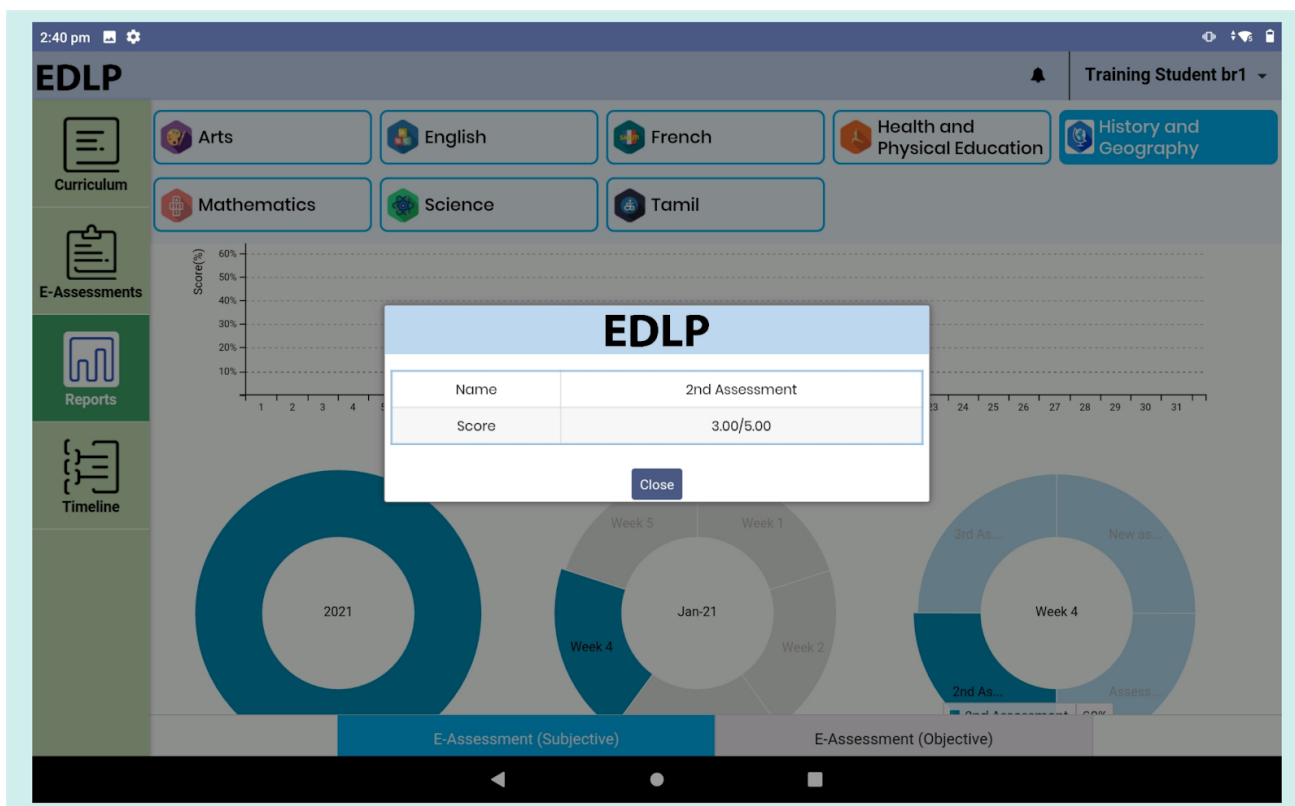 2:40 pm
EDLP
Training Student br1
Curriculum
E-Assessments
Reports
Timeline
Arts
English
French
Health and
Physical Education
History and
Geography
Mathematics
Science
Tamil
Score(%)
60%
50%
40%
30%
20%
10%
1 2 3 4
23 24 25 26 27 28 29 30 31
EDLP
Name 2nd Assessment
Score 3.00/5.00
Close
2021
Week 5
Week 1
Jan-21
Week 4
Week 2
3rd As...
New as...
Week 4
2nd As...
Assess...
2nd Assessment 60%
E-Assessment (Subjective)
E-Assessment (Objective)